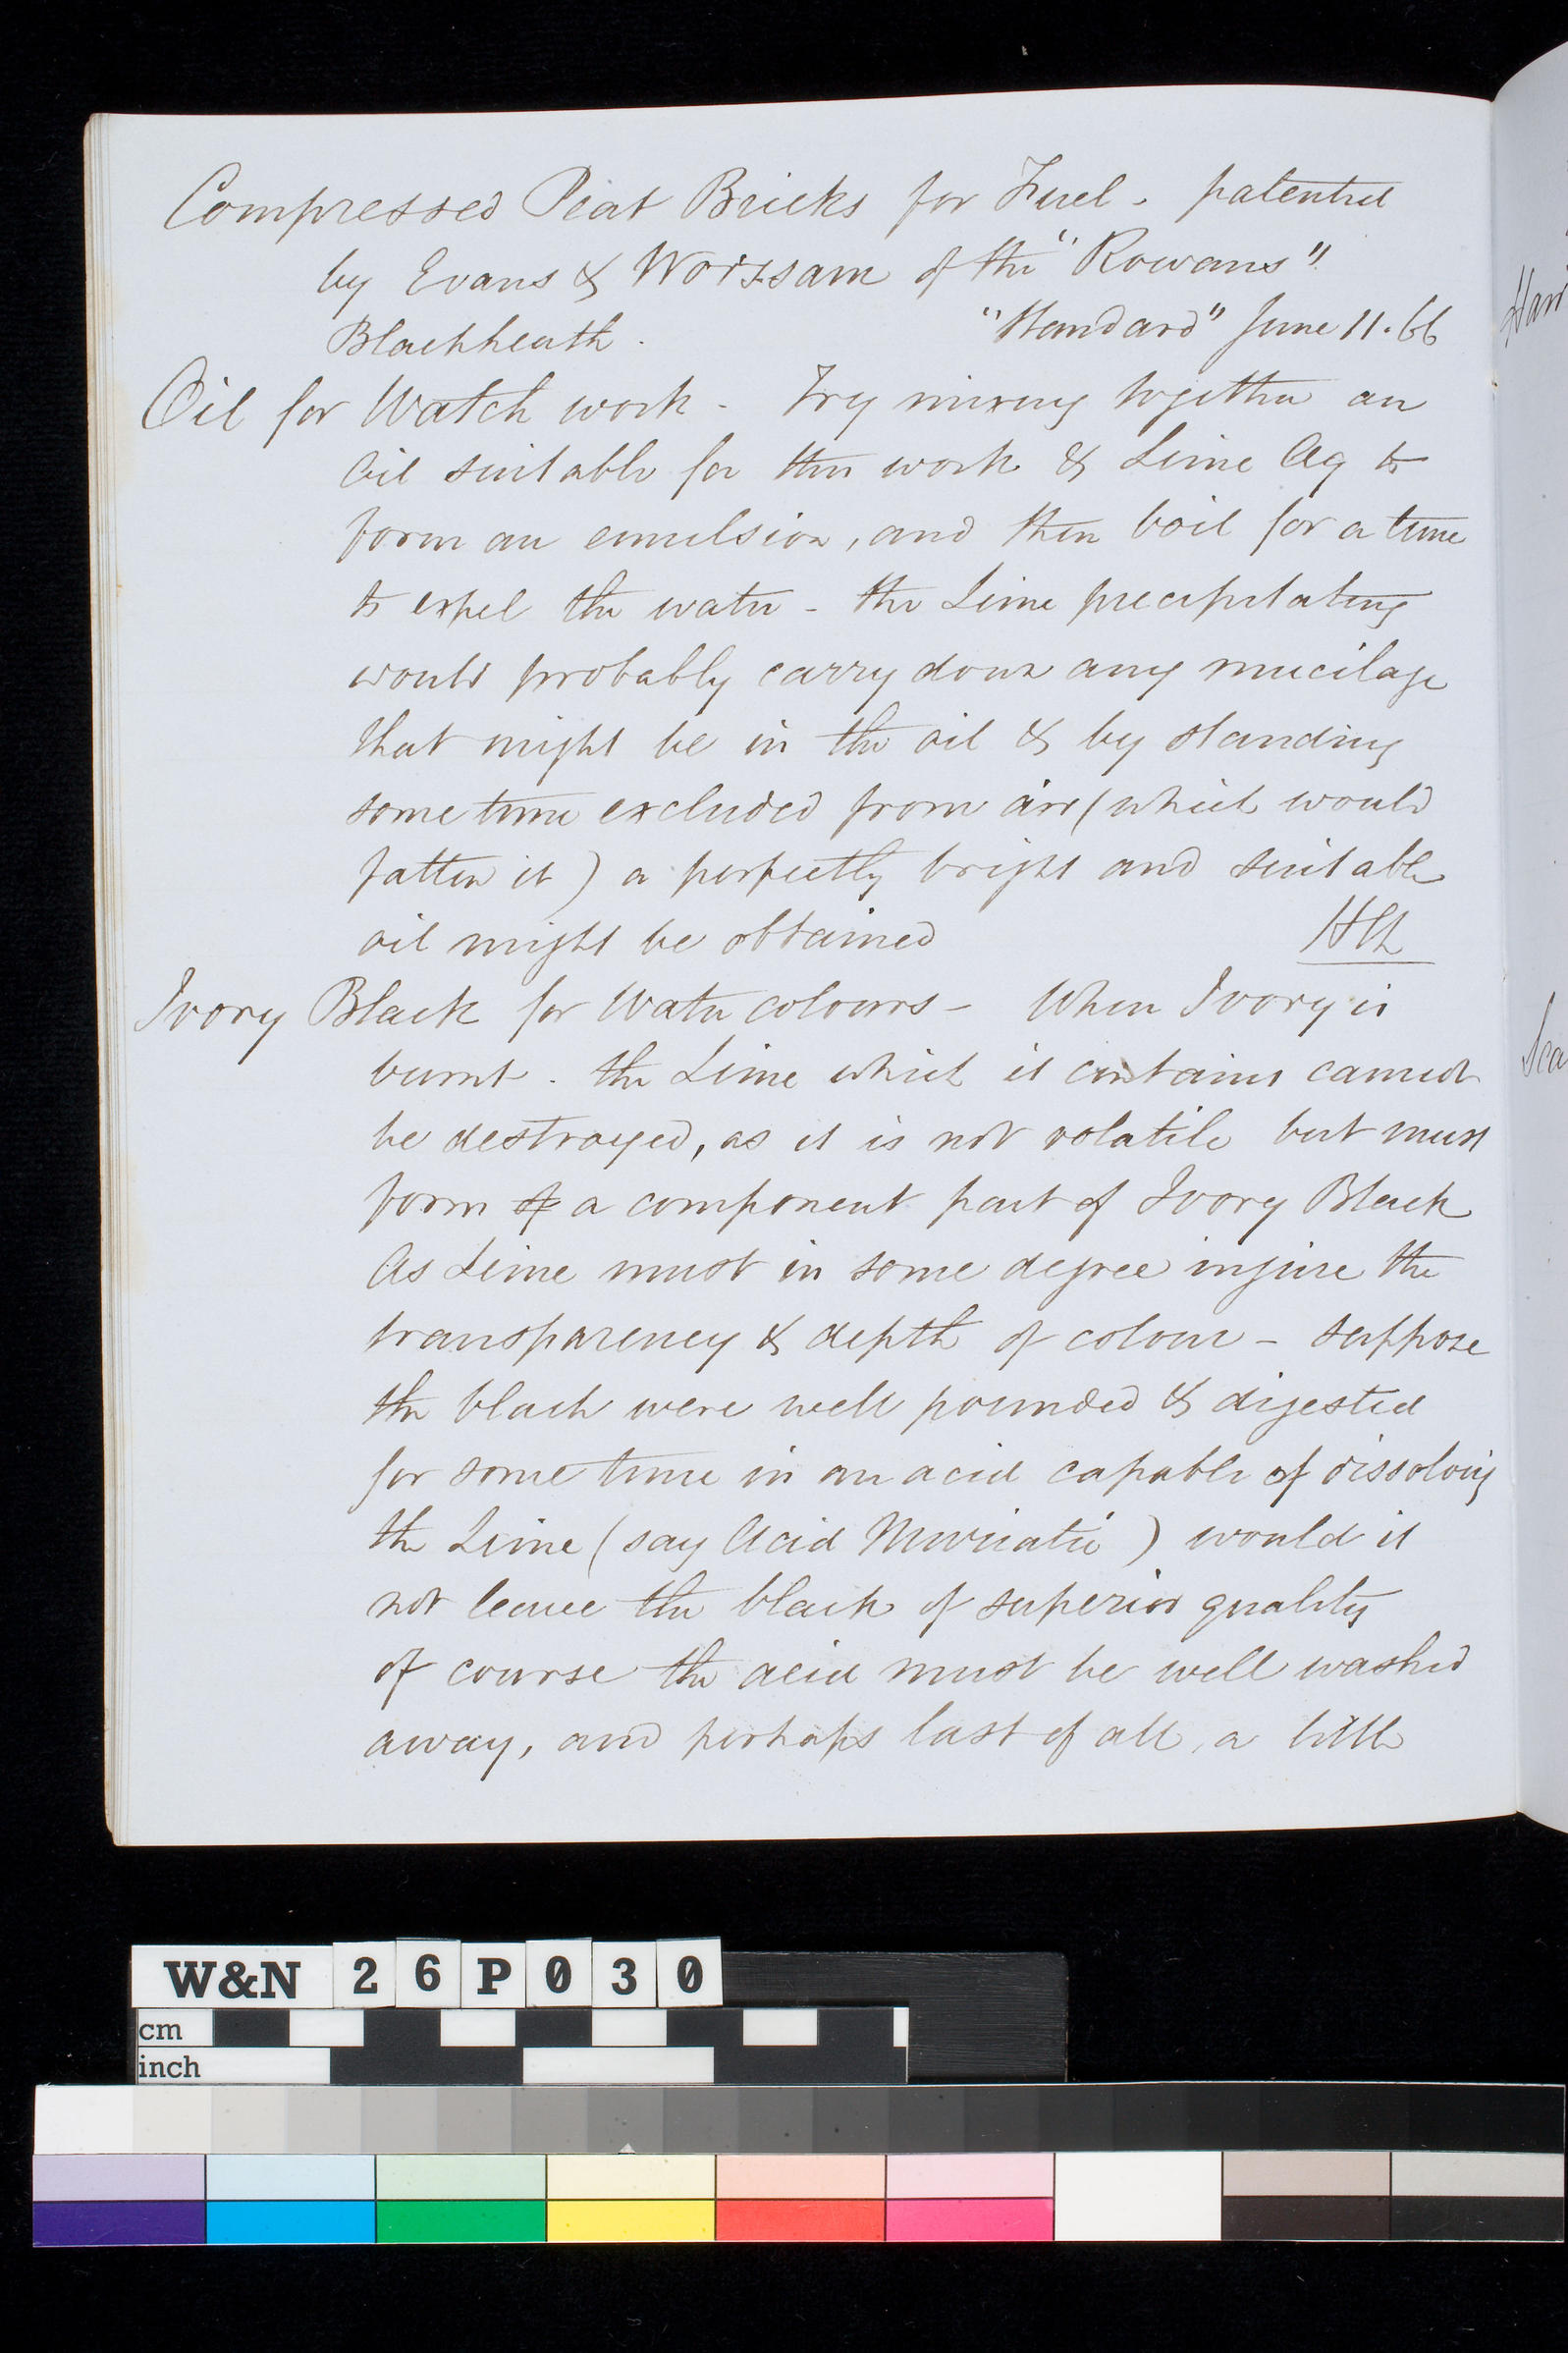 Compressed Peat Bricks for Fuel. patented
by Evans & Worssam of the "Rowans"
Blackheath. "Standard" June 11.66
Oil for Watch work - Try mixing together an
Oil suitable for this work & Lime Aq to
form an emulsion, and then boil for a time
to expel the water - the Lime precipitating
would probably carry down any mucilage
that might be in the oil & by standing
some time excluded from air (which would
fatten it) a perfectly bright and suitable
oil might be obtained
Ivory Black for Water colours - When Ivory is
burnt. the Lime which it contains cannot
be destroyed, as it is not volatile but must
form of a component part of Ivory Black
As Lime must in some degree injure the
transparency & depth of colour - suppose
the black were well pounded & digested
for some time in an acid capable of dissolving
the Lime (say Acid Muriatic) would it
not leave the black of superior quality
of course the acid must be well washed
away, and perhaps last of all, a little
W&N 26P030
cm
inch